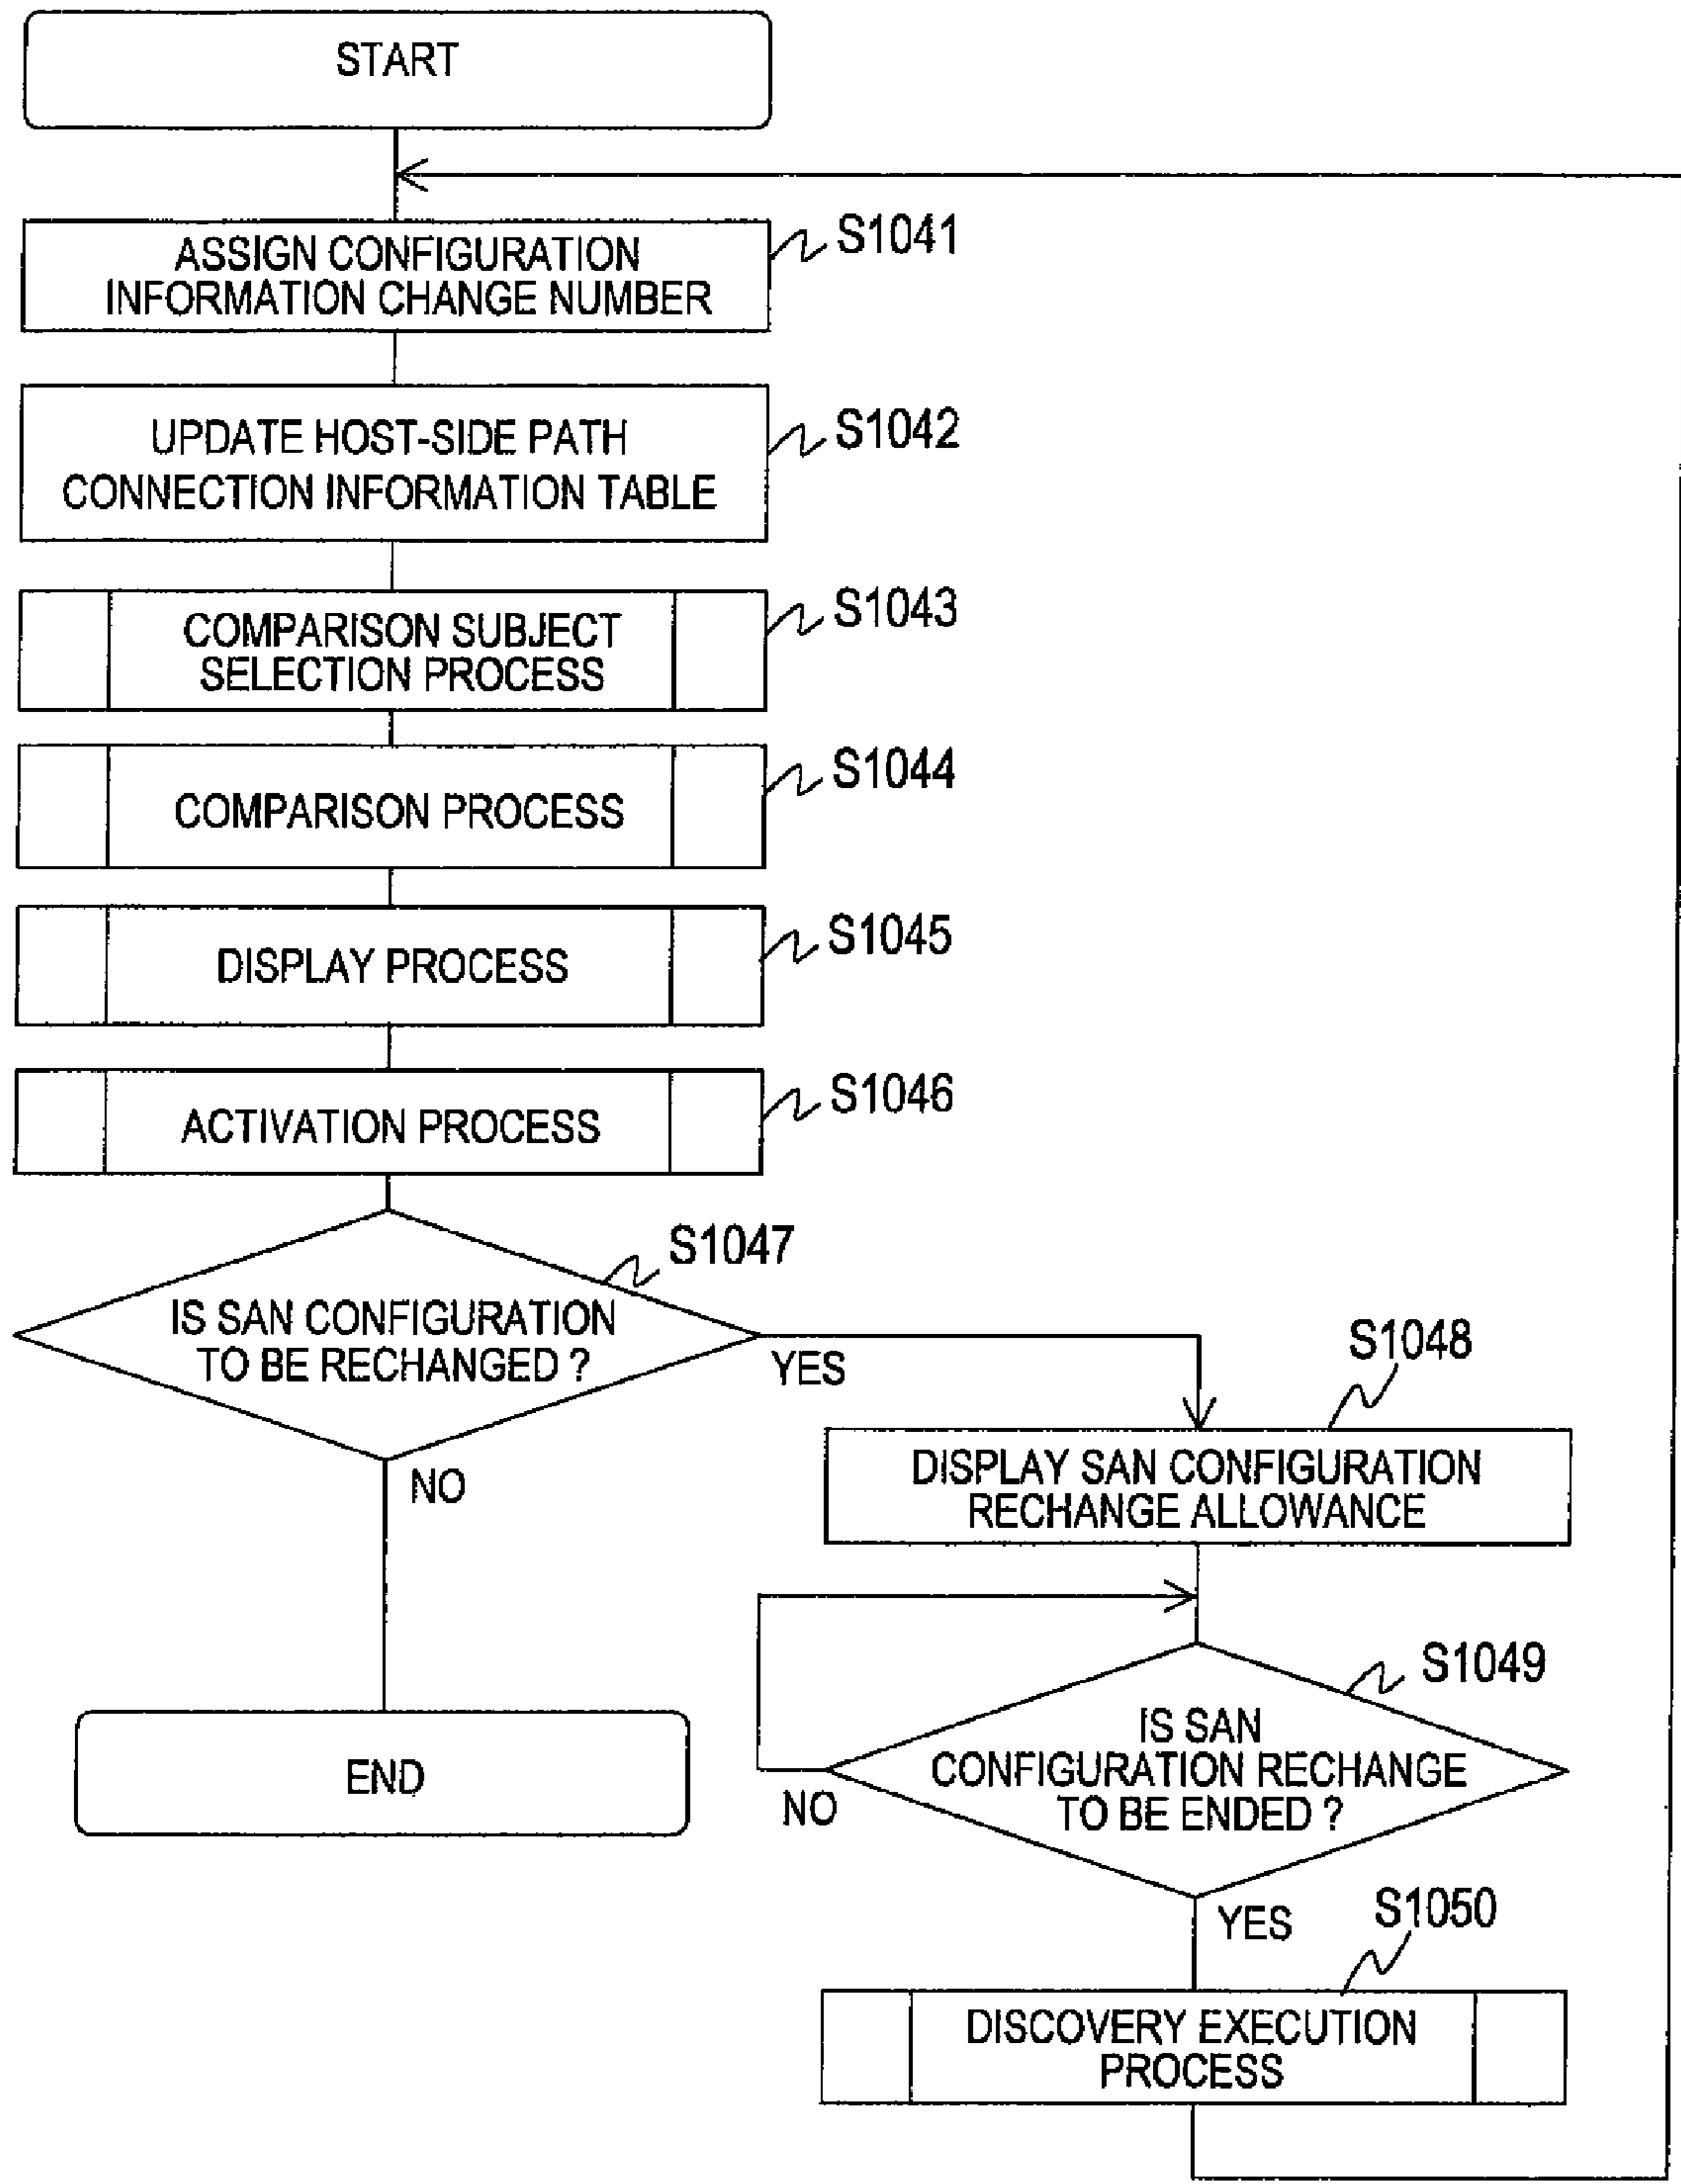 START
S1041
ASSIGN CONFIGURATION
INFORMATION CHANGE NUMBER
S1042
UPDATE HOST-SIDE PATH
CONNECTION INFORMATION TABLE
S1043
COMPARISON SUBJECT
SELECTION PROCESS
S1044
COMPARISON PROCESS
S1045
DISPLAY PROCESS
S1046
ACTIVATION PROCESS
S1047
IS SAN CONFIGURATION
TO BE RECHANGED ?
YES
NO
END
S1048
DISPLAY SAN CONFIGURATION
RECHANGE ALLOWANCE
S1049
IS SAN
CONFIGURATION RECHANGE
TO BE ENDED ?
NO
YES
S1050
DISCOVERY EXECUTION
PROCESS